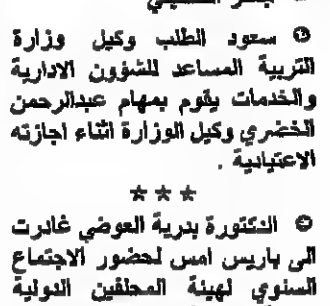 سعود الطلب وكيل وزارة
التربية المساعد للشؤون الادارية
والخدمات يقوم بمهام عبدالرحمن
الخضري وكيل الوزارة اثناء اجازته
الاعتيادية .
***
الدكتورة بدرية العوضي غادرت
الى باريس امس لحضور الاجتماع
السنوي لهيئة المحلفين الدولية